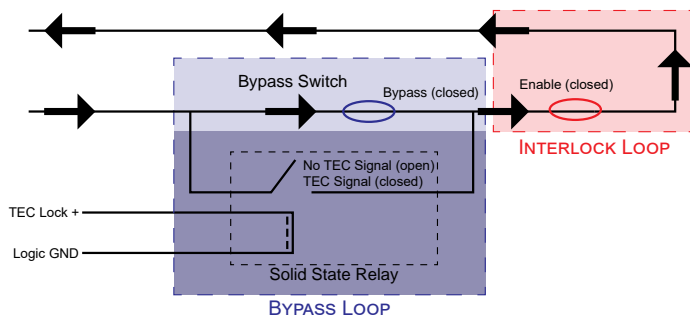 Bypass Switch
Bypass (closed)
Enable (closed)
INTERLOCK LOOP
No TEC Signal (open)
TEC Signal (closed)
TEC Lock +
Logic GND
Solid State Relay
BYPASS LOOP